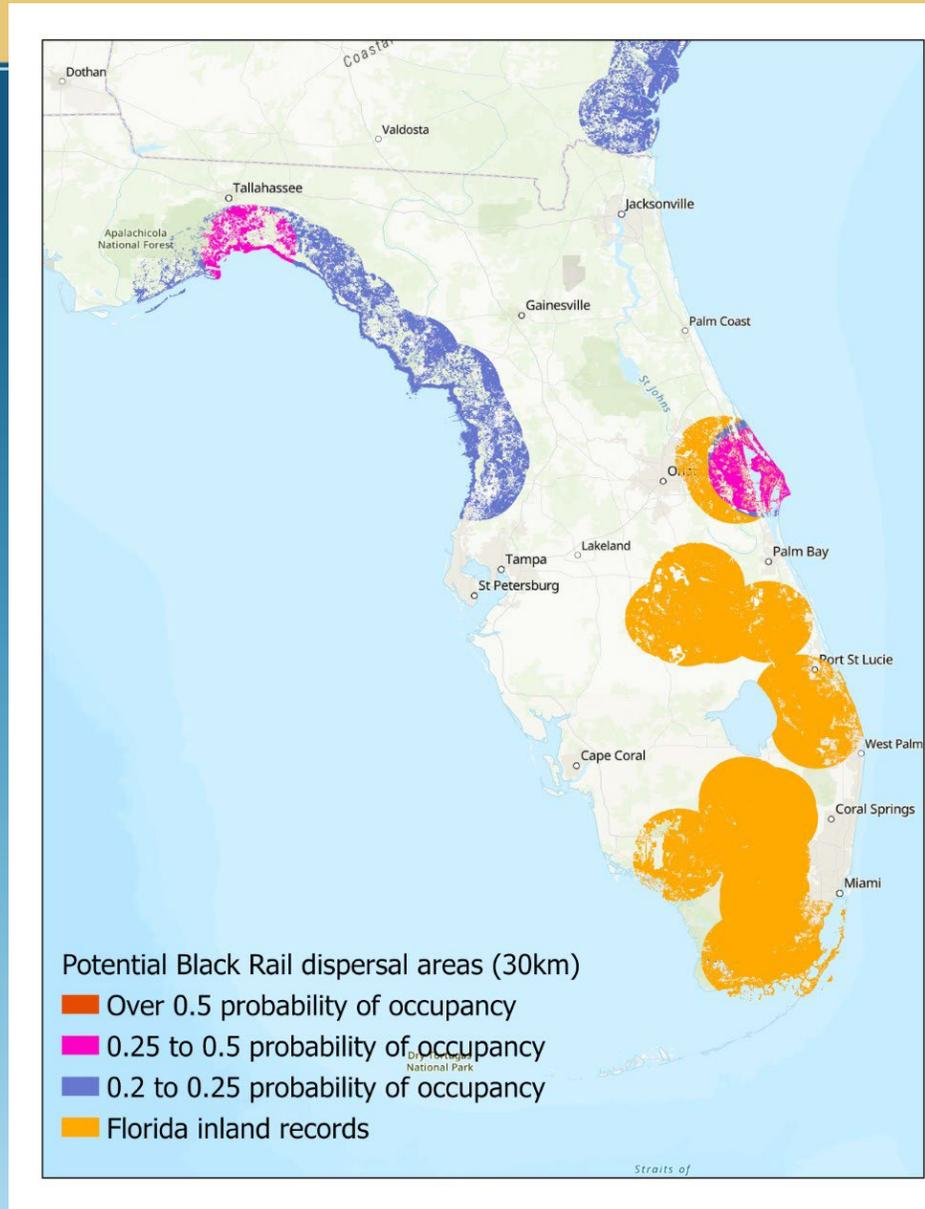 Coastal
Dothan
Valdosta
Tallahassee
Jacksonville
Apalachicola
National Forest
Gainesville
Palm Coast
St Johns
Lakeland
Palm Bay
Tampa
St Petersburg
Port St Lucie
West Palm
Cape Coral
Coral Springs
Miami
Potential Black Rail dispersal areas (30km)
Over 0.5 probability of occupancy
0.25 to 0.5 probability of occupancy
Dry Tortugas
National Park
0.2 to 0.25 probability of occupancy
Florida inland records
Straits of